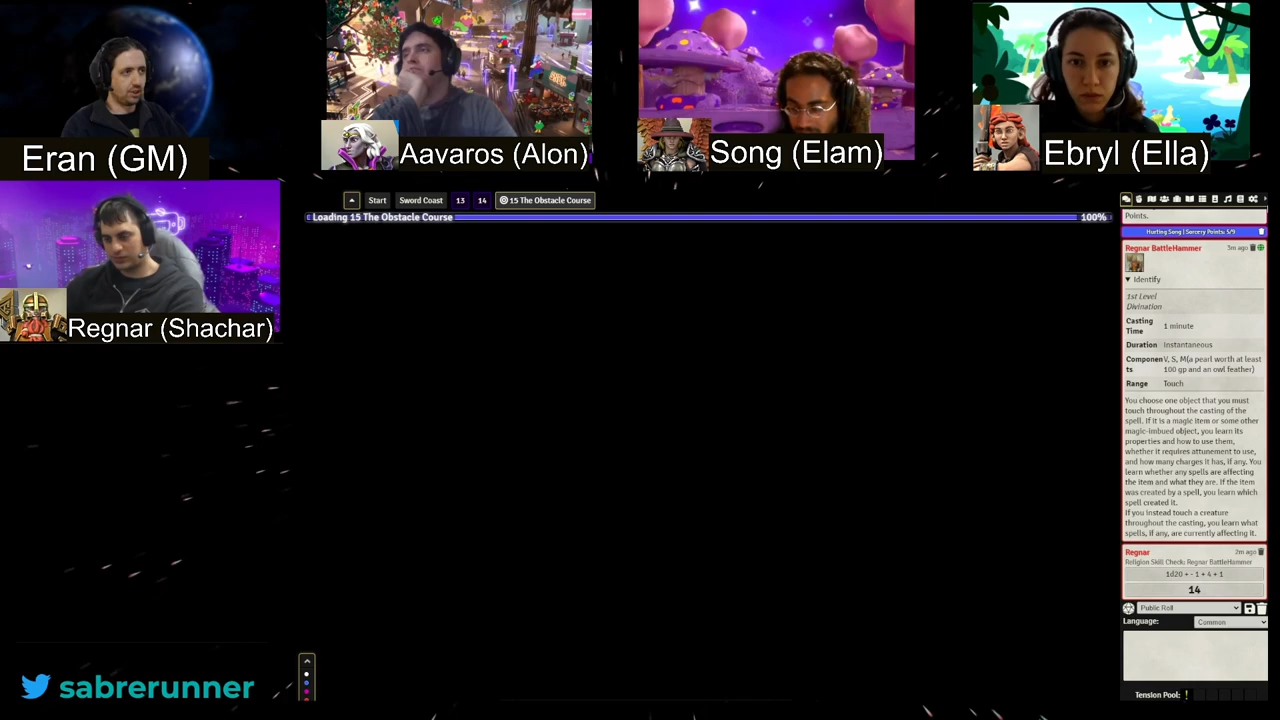 Eran (GM)
Aavaros (Alon)
Song (Elam)
Ebryl (Ella)
Regnar (Shachar)
Start
Sword Coast
13
14
15 The Obstacle Course
Loading 15 The Obstacle Course
100%
Points.
Hurtling Song | Sorcery Points: 5/9
Regnar BattleHammer
3m ago
▼ Identify
1st Level
Divination
Casting Time 1 minute
Duration Instantaneous
Components V, S, M(a pearl worth at least
100 gp and an owl feather)
Range Touch
You choose one object that you must
touch throughout the casting of the
spell. If it is a magic item or some other
magic-imbued object, you learn its
properties and how to use them,
whether it requires attunement to use,
and how many charges it has, if any. You
learn whether any spells are affecting
the item and what they are. If the item
was created by a spell, you learn which
spell created it.
If you instead touch a creature
throughout the casting, you learn what
spells, if any, are currently affecting it.
Regnar
2m ago
Religion Skill Check: Regnar BattleHammer
1d20 + - 1 + 4 + 1
14
Public Roll
Language:
Common
Tension Pool: !
sabrerunner